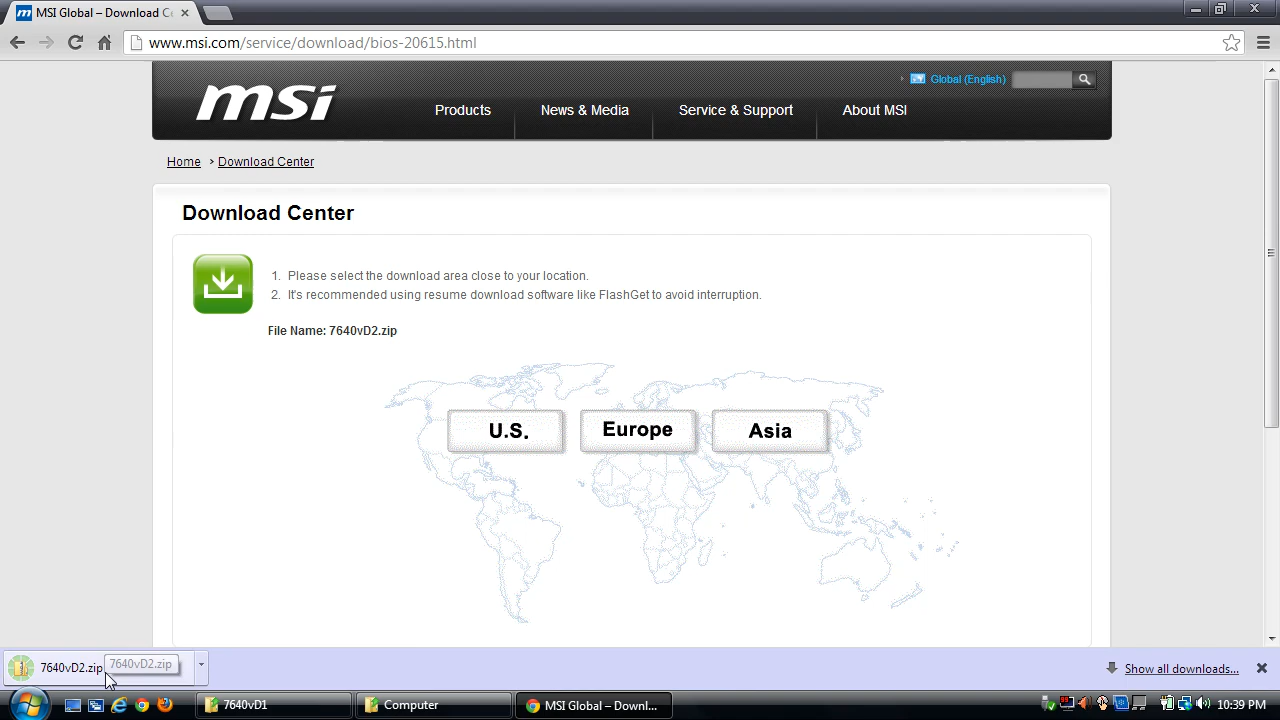 MSI Global – Download Ce
www.msi.com/service/download/bios-20615.html
msi
Global (English)
Products
News & Media
Service & Support
About MSI
Home > Download Center
Download Center
1. Please select the download area close to your location.
2. It's recommended using resume download software like FlashGet to avoid interruption.
File Name: 7640vD2.zip
U.S.
Europe
Asia
7640vD2.zip
7640vD2.zip
Show all downloads...
7640vD1
Computer
MSI Global – Downl...
10:39 PM